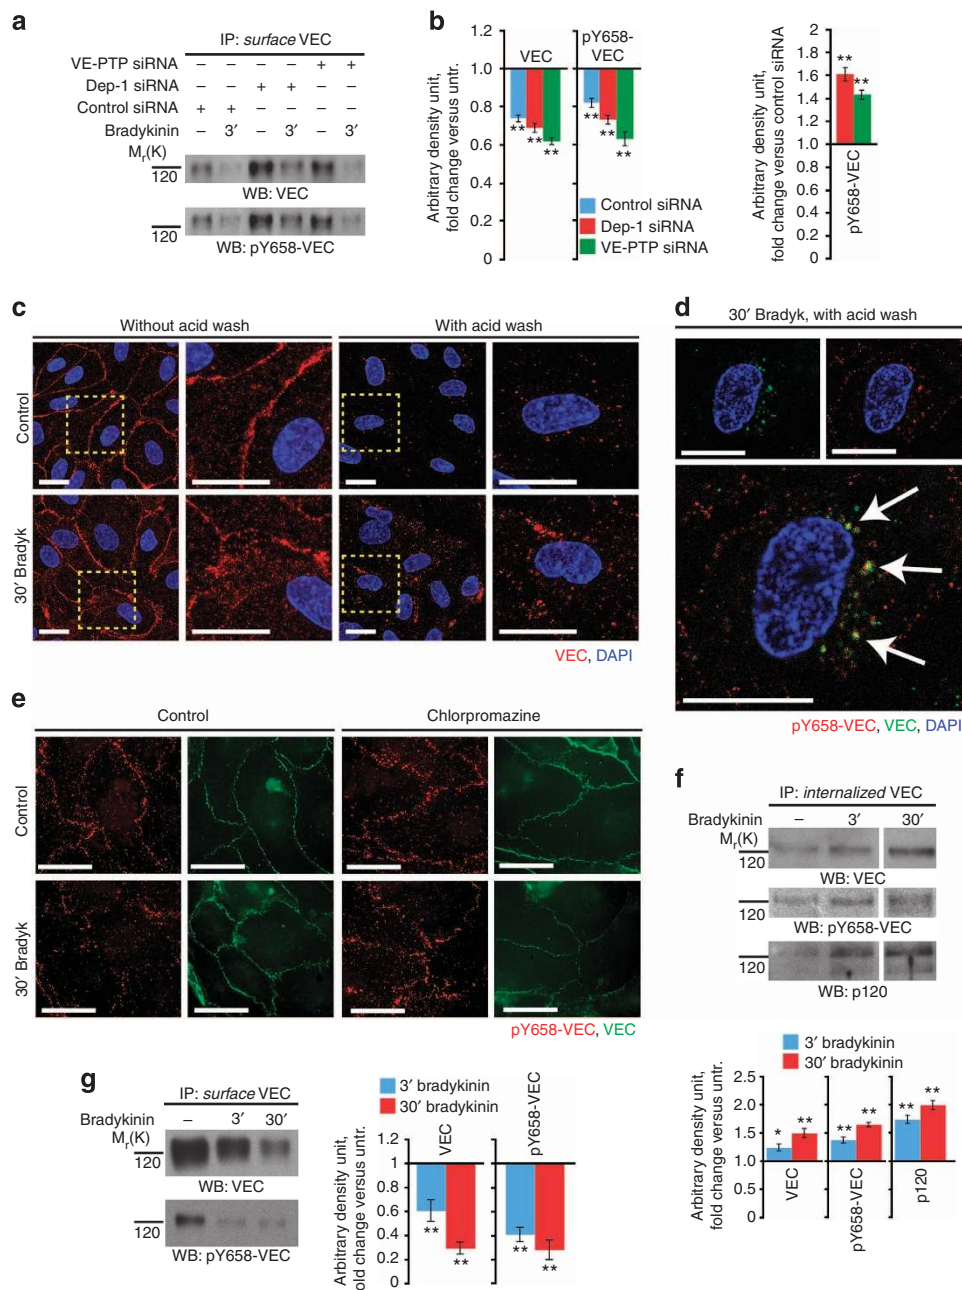 a
IP: surface VEC
VE-PTP siRNA – – – – + +
Dep-1 siRNA – – + + – –
Control siRNA + + – – – –
Bradykinin – 3′ – 3′ – 3′
Mr(K)
120
WB: VEC
120
WB: pY658-VEC
b
Arbitrary density unit,
fold change versus untr.
1.2
1
0.8
0.6
0.4
0.2
0
VEC
** ** **
pY658-
VEC
** ** **
Control siRNA
Dep-1 siRNA
VE-PTP siRNA
Arbitrary density unit,
fold change versus control siRNA
2
1.8
1.6
1.4
1.2
1
0.8
0.6
0.4
0.2
0
** **
pY658-VEC
c
Without acid wash
With acid wash
Control
30′ Bradyk
VEC, DAPI
d
30′ Bradyk, with acid wash
pY658-VEC, VEC, DAPI
e
Control
Chlorpromazine
Control
30′ Bradyk
pY658-VEC, VEC
f
IP: internalized VEC
Bradykinin – 3′ 30′
Mr(K)
120
WB: VEC
120
WB: pY658-VEC
120
WB: p120
3′ bradykinin
30′ bradykinin
Arbitrary density unit,
fold change versus untr.
2.5
2
1.5
1
0.5
0
* **
VEC
** **
pY658-VEC
** **
p120
g
IP: surface VEC
Bradykinin – 3′ 30′
Mr(K)
120
WB: VEC
120
WB: pY658-VEC
3′ bradykinin
30′ bradykinin
Arbitrary density unit,
fold change versus untr.
1.2
1
0.8
0.6
0.4
0.2
0
VEC
** **
pY658-VEC
** **